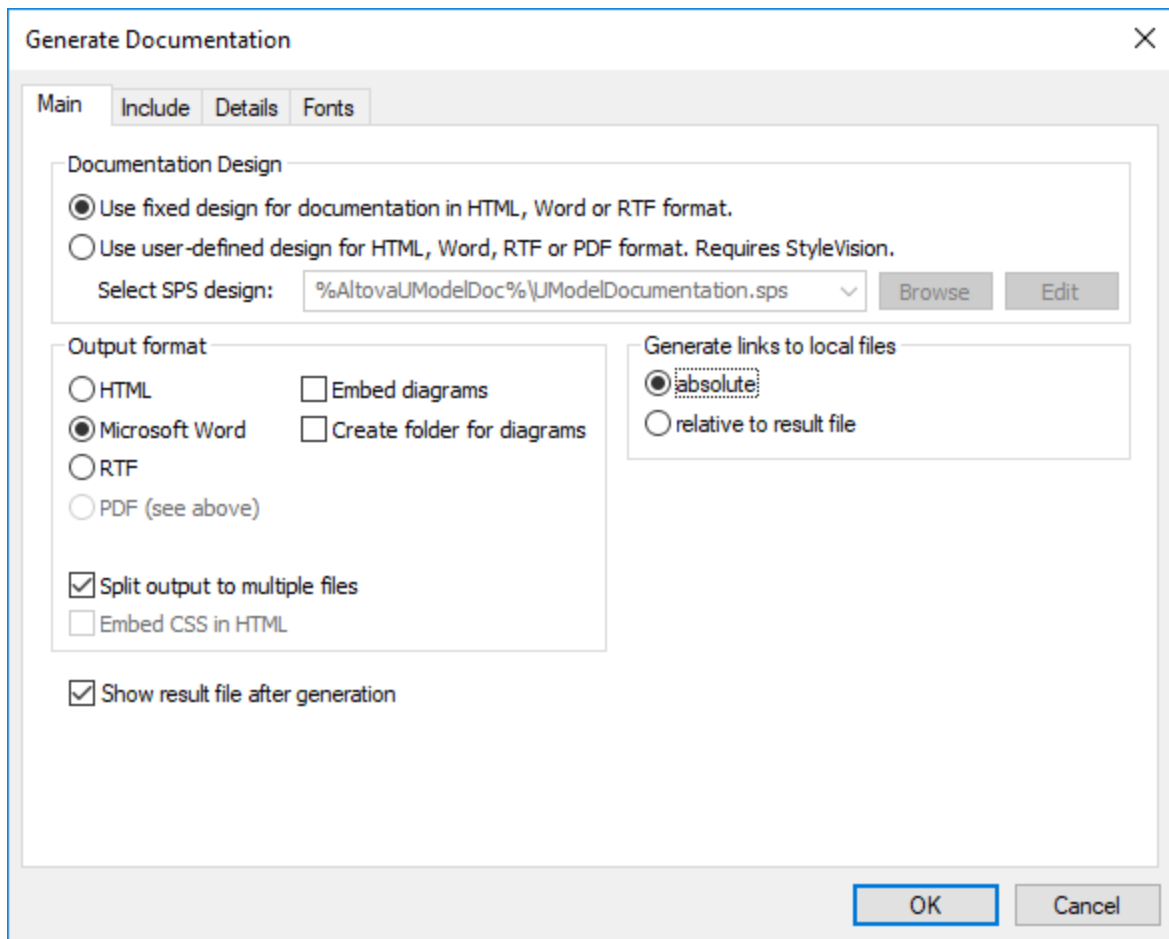 Generate Documentation
Main Include Details Fonts
Documentation Design
Use fixed design for documentation in HTML, Word or RTF format.
Use user-defined design for HTML, Word, RTF or PDF format. Requires StyleVision.
Select SPS design: %AltovaUModelDoc%\UModelDocumentation.sps Browse Edit
Output format
HTML Embed diagrams
Microsoft Word Create folder for diagrams
RTF
PDF (see above)
Split output to multiple files
Embed CSS in HTML
Generate links to local files
absolute
relative to result file
Show result file after generation
OK Cancel